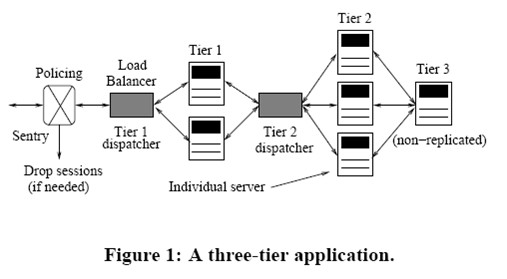 Policing
Sentry
Drop sessions
(if needed)
Load
Balancer
Tier 1
dispatcher
Tier 1
Tier 2
dispatcher
Individual server
Tier 2
Tier 3
(non−replicated)
Figure 1: A three-tier application.